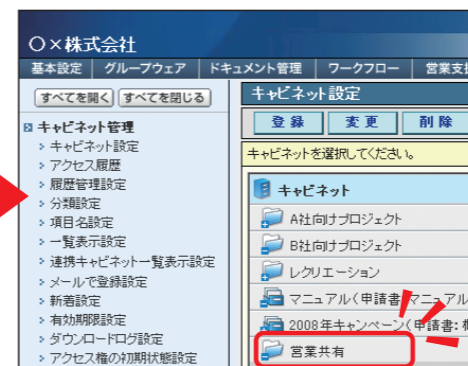 〇×株式会社
基本設定 グループウェア ドキュメント管理 ワークフロー 営業支
すべてを開く すべてを閉じる
キャビネット管理
キャビネット設定
アクセス履歴
履歴管理設定
分類設定
項目名設定
一覧表示設定
連携キャビネット一覧表示設定
メールで登録設定
新着設定
有効期限設定
ダウンロードログ設定
アクセス権の初期状態設定
キャビネット設定
登録 変更 削除
キャビネットを選択してください。
キャビネット
A社向けプロジェクト
B社向けプロジェクト
レクリエーション
マニュアル(申請書:マニュアル
2008年キャンペーン(申請書:
営業共有